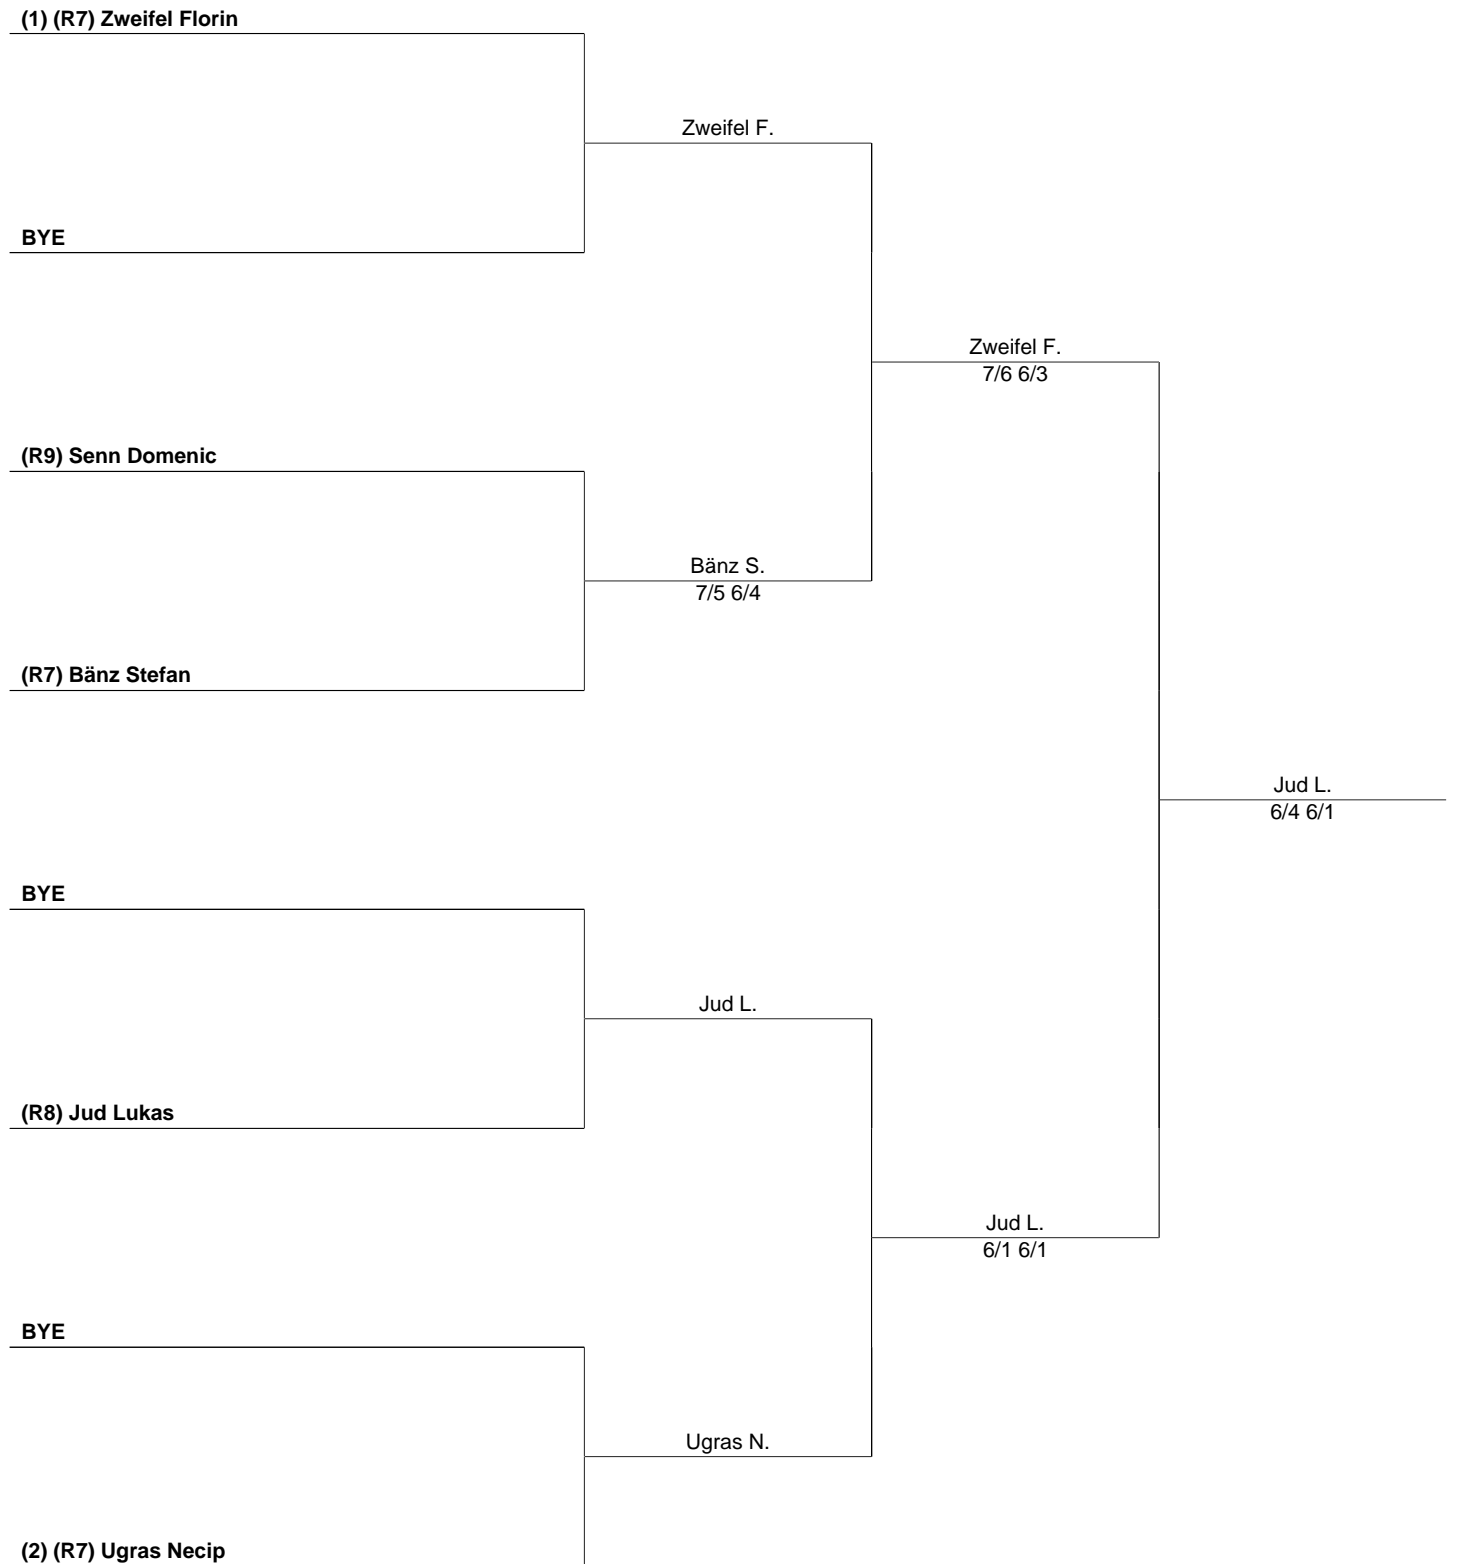 (1) (R7) Zweifel Florin
Zweifel F.
BYE
Zweifel F.
7/6 6/3
(R9) Senn Domenic
Bänz S.
7/5 6/4
(R7) Bänz Stefan
Jud L.
6/4 6/1
BYE
Jud L.
(R8) Jud Lukas
Jud L.
6/1 6/1
BYE
Ugras N.
(2) (R7) Ugras Necip